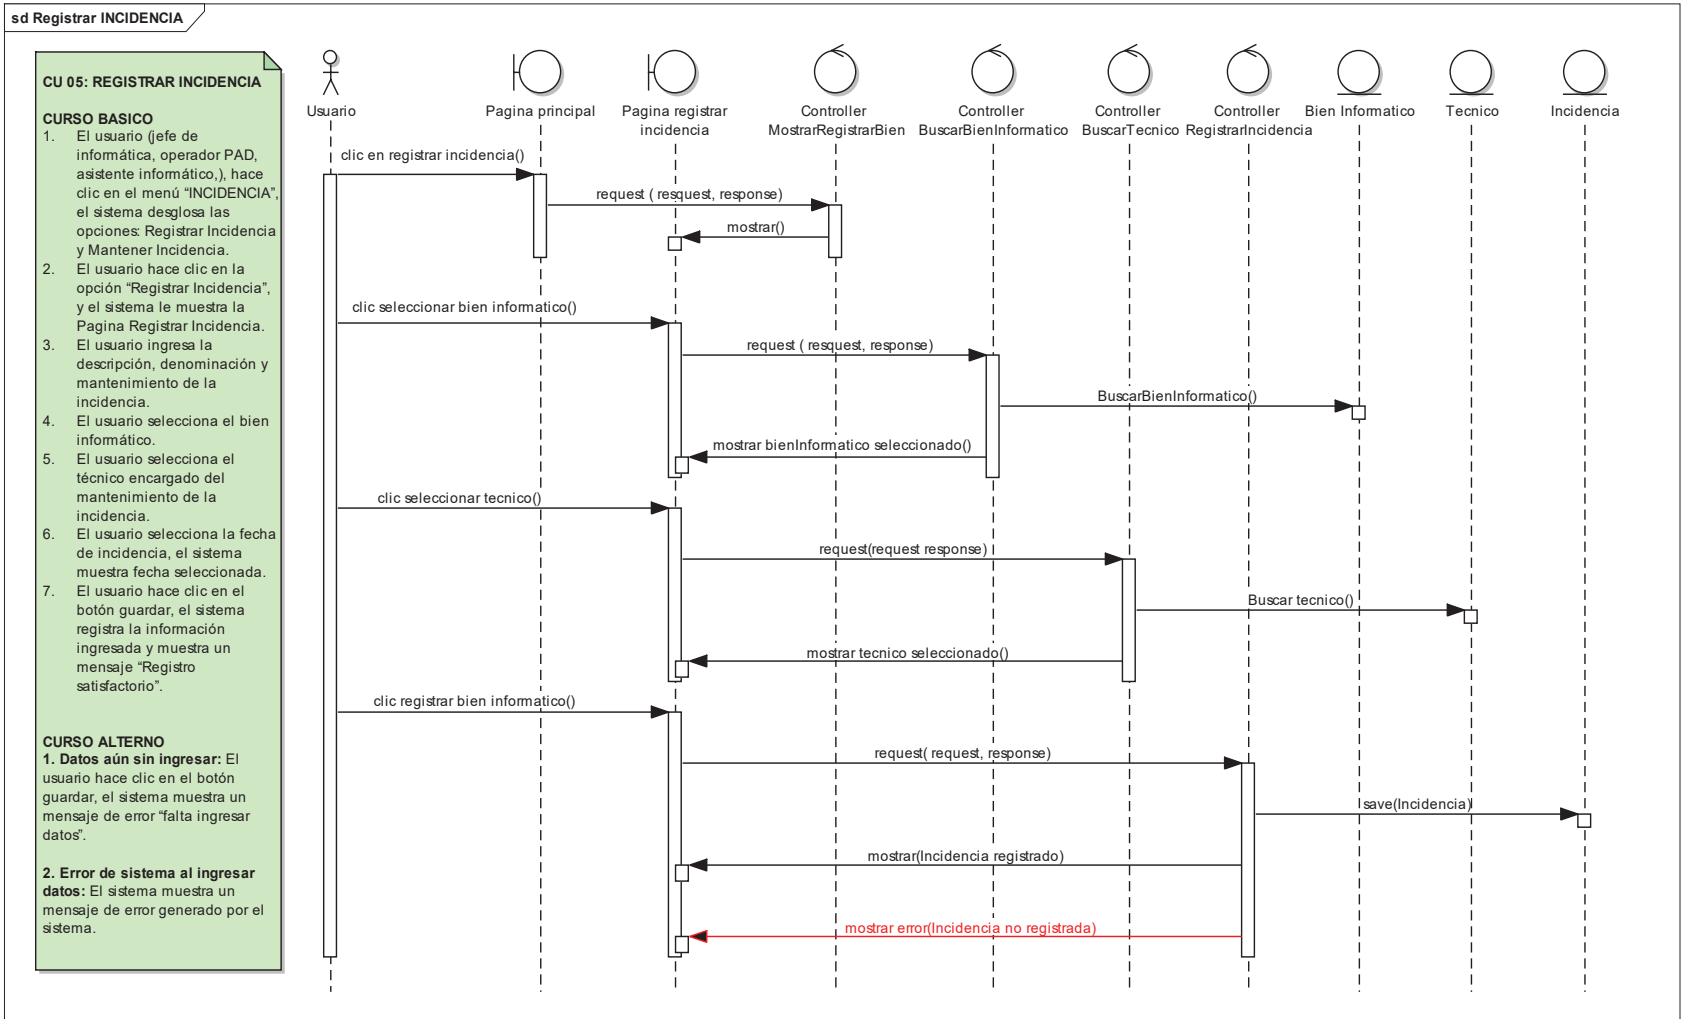 sd Registrar INCIDENCIA
CU 05: REGISTRAR INCIDENCIA
CURSO BASICO
1. El usuario (jefe de
informática, operador PAD,
asistente informático,), hace
clic en el menú “INCIDENCIA”,
el sistema desglosa las
opciones: Registrar Incidencia
y Mantener Incidencia.
2. El usuario hace clic en la
opción “Registrar Incidencia”,
y el sistema le muestra la
Pagina Registrar Incidencia.
3. El usuario ingresa la
descripción, denominación y
mantenimiento de la
incidencia.
4. El usuario selecciona el bien
informático.
5. El usuario selecciona el
técnico encargado del
mantenimiento de la
incidencia.
6. El usuario selecciona la fecha
de incidencia, el sistema
muestra fecha seleccionada.
7. El usuario hace clic en el
botón guardar, el sistema
registra la información
ingresada y muestra un
mensaje “Registro
satisfactorio”.
CURSO ALTERNO
1. Datos aún sin ingresar: El
usuario hace clic en el botón
guardar, el sistema muestra un
mensaje de error “falta ingresar
datos”.
2. Error de sistema al ingresar
datos: El sistema muestra un
mensaje de error generado por el
sistema.
Usuario
Pagina principal
Pagina registrar
incidencia
Controller
MostrarRegistrarBien
Controller
BuscarBienInformatico
Controller
BuscarTecnico
Controller
RegistrarIncidencia
Bien Informatico
Tecnico
Incidencia
clic en registrar incidencia()
request ( resquest, response)
mostrar()
clic seleccionar bien informatico()
request ( resquest, response)
BuscarBienInformatico()
mostrar bienInformatico seleccionado()
clic seleccionar tecnico()
request(request response)
Buscar tecnico()
mostrar tecnico seleccionado()
clic registrar bien informatico()
request( request, response)
save(Incidencia)
mostrar(Incidencia registrado)
mostrar error(Incidencia no registrada)